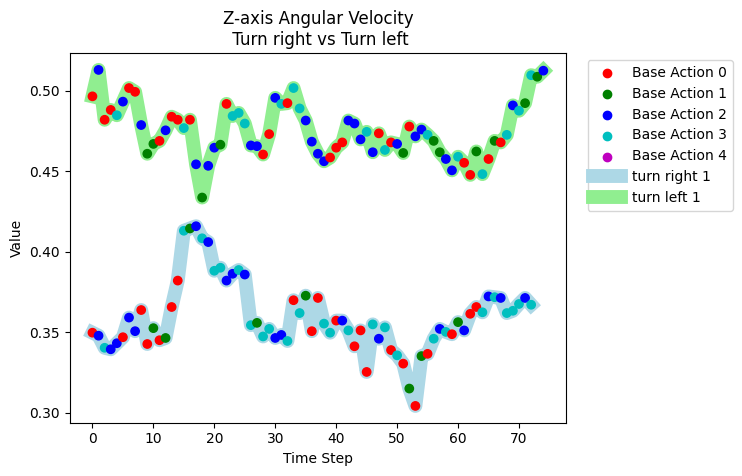 Z-axis Angular Velocity
Turn right vs Turn left
Value
0.50
0.45
0.40
0.35
0.30
0
10
20
30
40
50
60
70
Time Step
Base Action 0
Base Action 1
Base Action 2
Base Action 3
Base Action 4
turn right 1
turn left 1